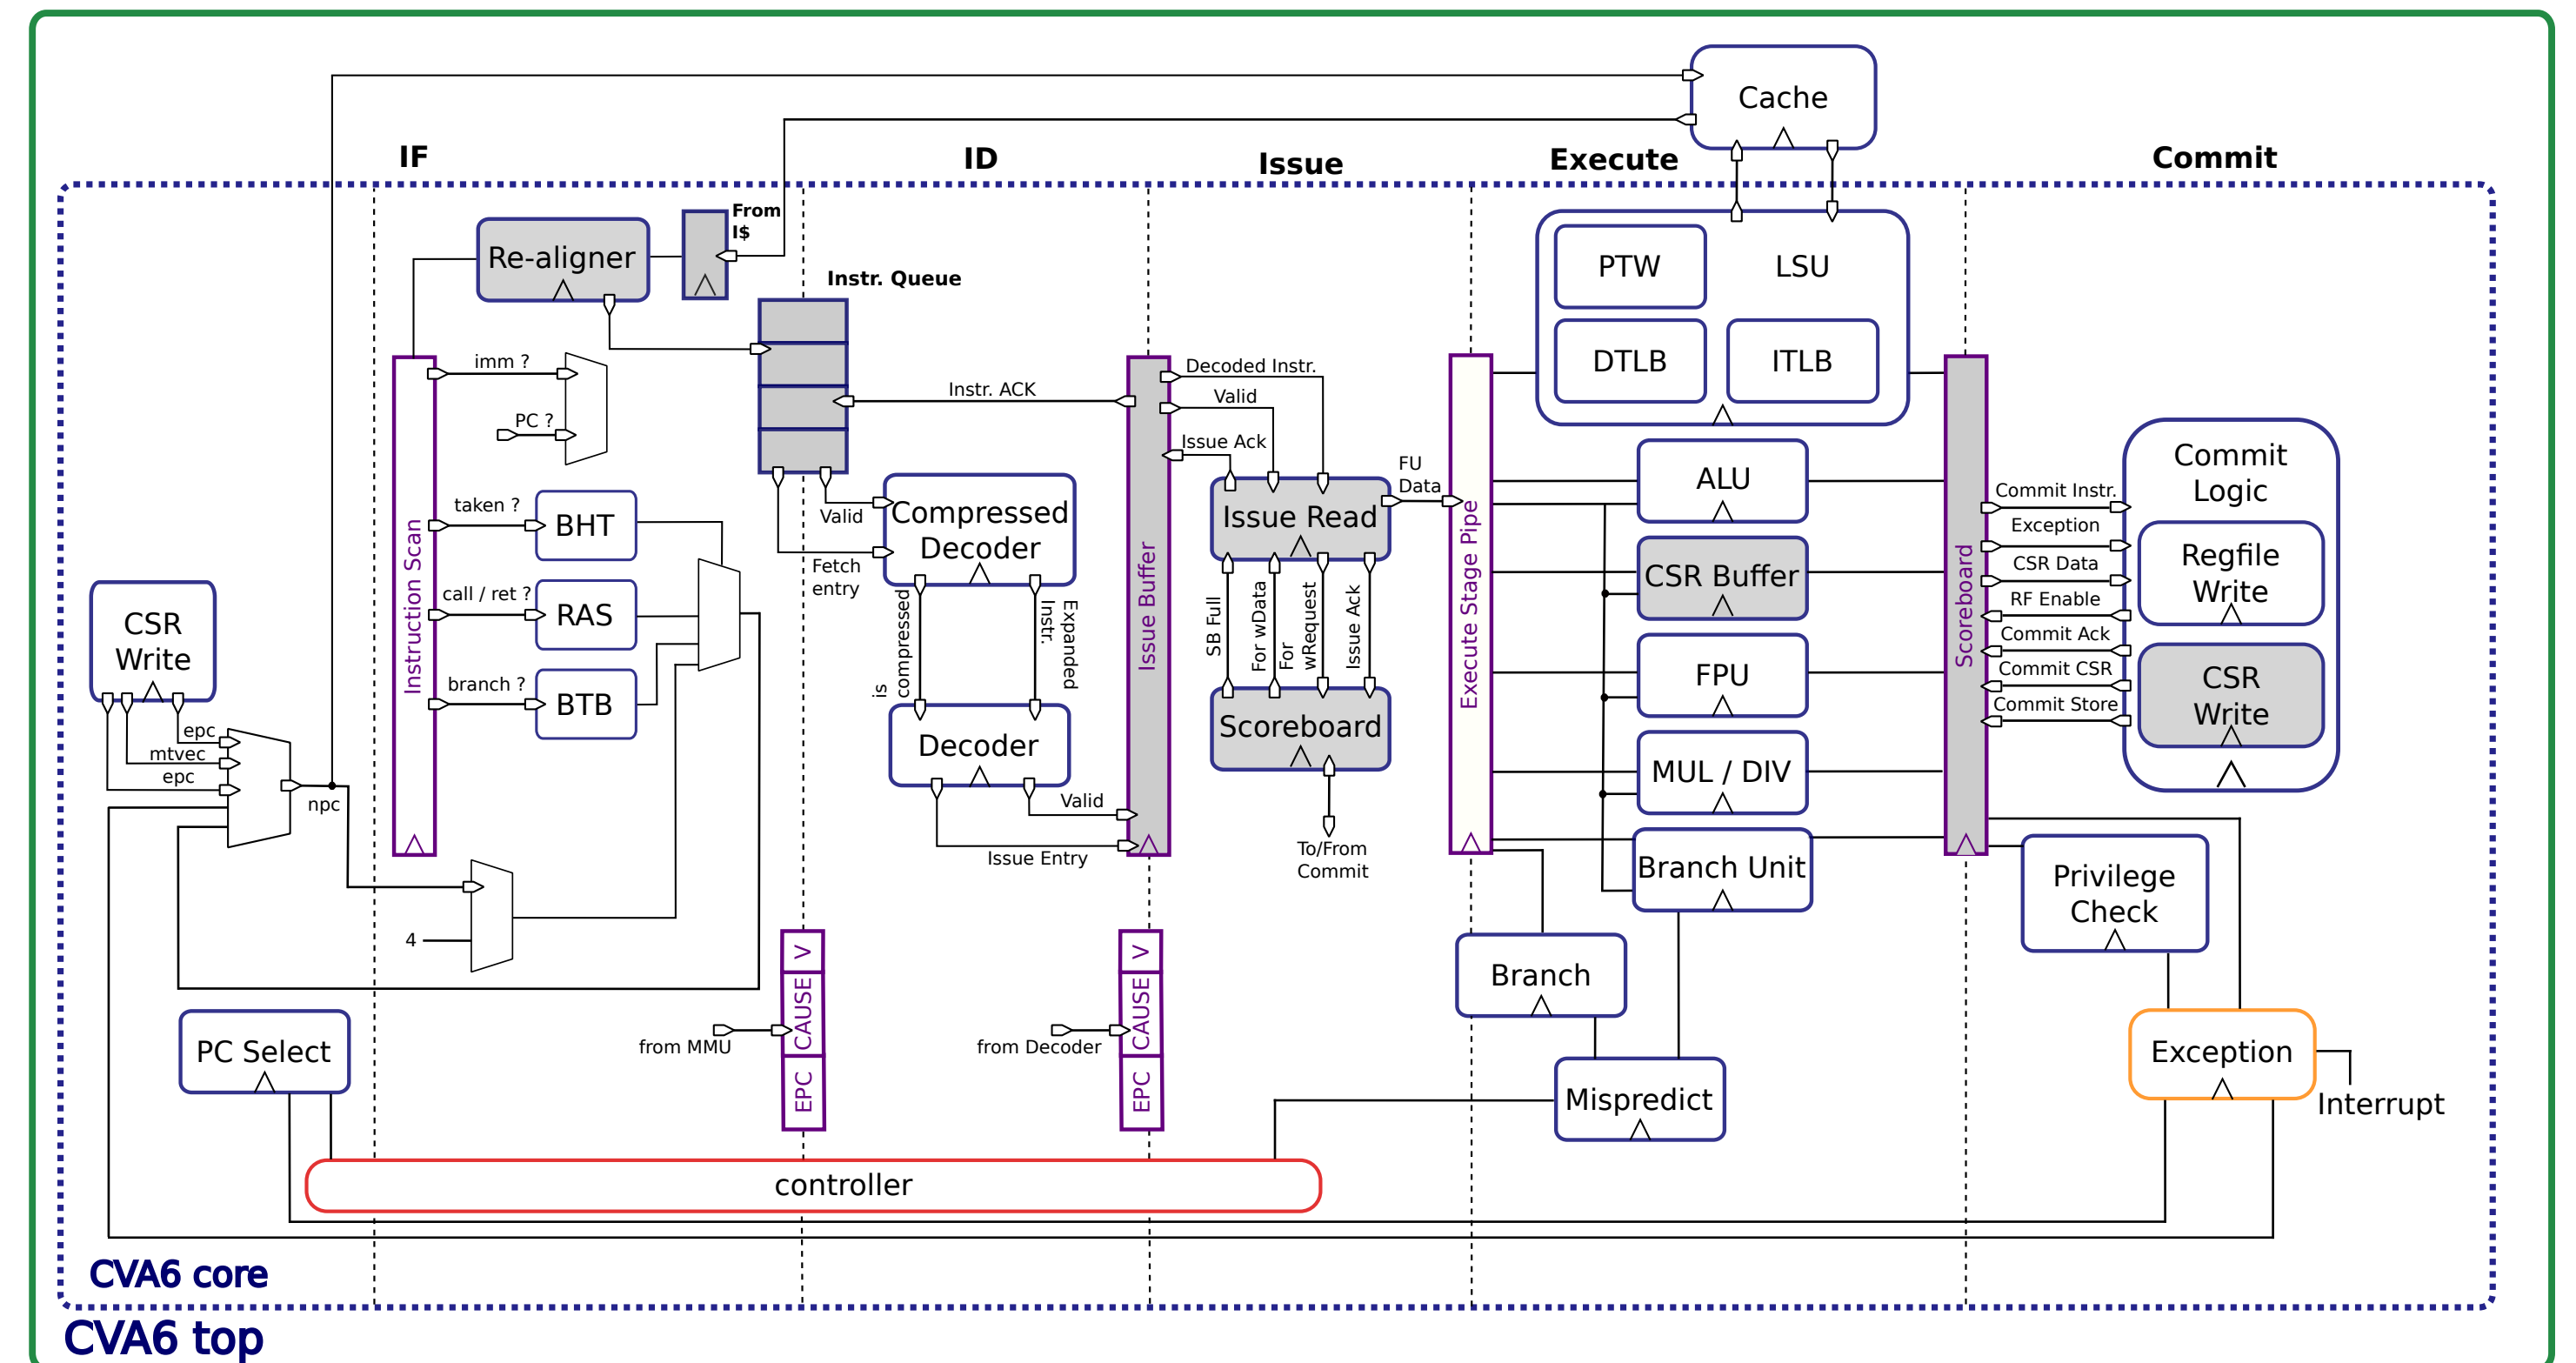 Cache
IF
ID
Issue
Execute
Commit
From
I$
Re-aligner
Instr. Queue
PTW
LSU
DTLB
ITLB
imm ?
PC ?
Instr. ACK
Decoded Instr.
Valid
Issue Ack
FU
Data
taken ?
BHT
call / ret ?
RAS
branch ?
BTB
Instruction Scan
Valid
Fetch
entry
Compressed
Decoder
is
compressed
Expanded
Instr.
Decoder
Valid
Issue Entry
Issue Buffer
Issue Read
SB Full
For wData
For
wRequest
Issue Ack
Scoreboard
To/From
Commit
Execute Stage Pipe
ALU
CSR Buffer
FPU
MUL / DIV
Branch Unit
Scoreboard
Commit Instr.
Exception
CSR Data
RF Enable
Commit Ack
Commit CSR
Commit Store
Commit
Logic
Regfile
Write
CSR
Write
CSR
Write
epc
mtvec
epc
npc
4
PC Select
from MMU
V
CAUSE
EPC
from Decoder
V
CAUSE
EPC
Branch
Mispredict
Privilege
Check
Exception
Interrupt
controller
CVA6 core
CVA6 top